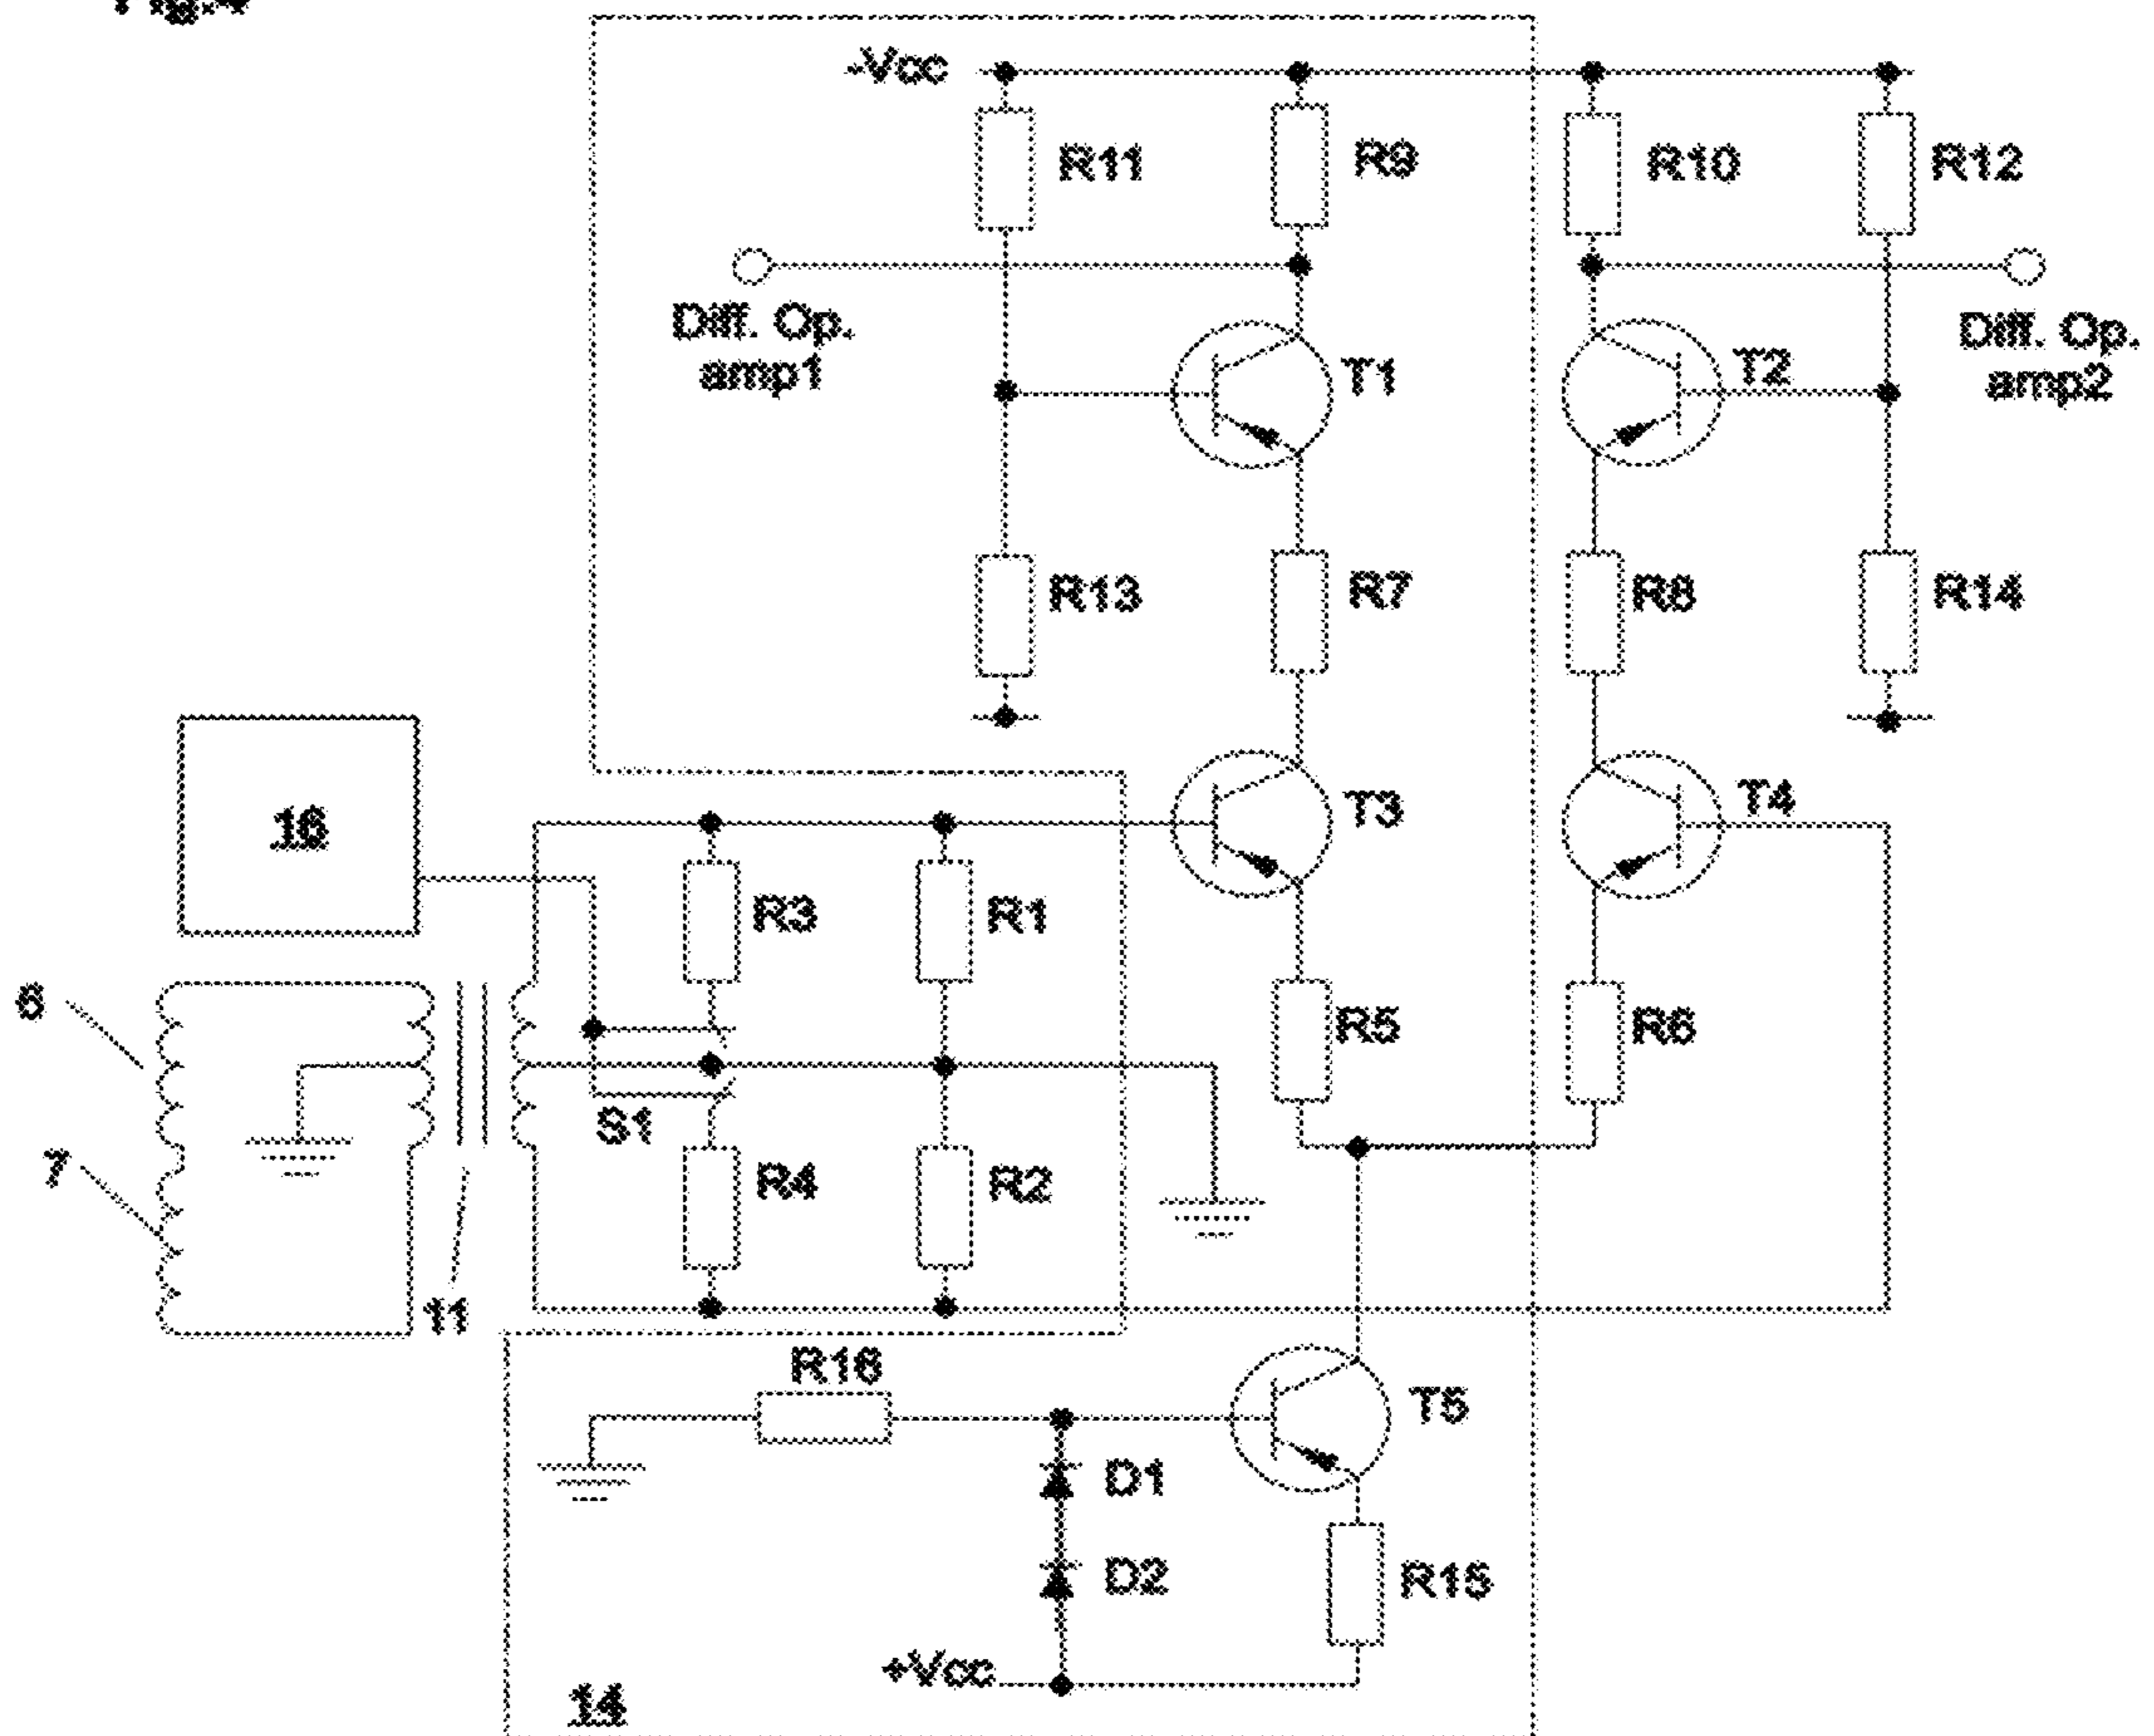 -Vcc
R11
R9
R10
R12
Diff. Op.
amp1
T1
T2
Diff. Op.
amp2
R13
R7
R8
R14
16
T3
T4
R3
R1
6
R5
R6
S1
7
R4
R2
11
R16
T5
D1
D2
R15
+Vcc
14